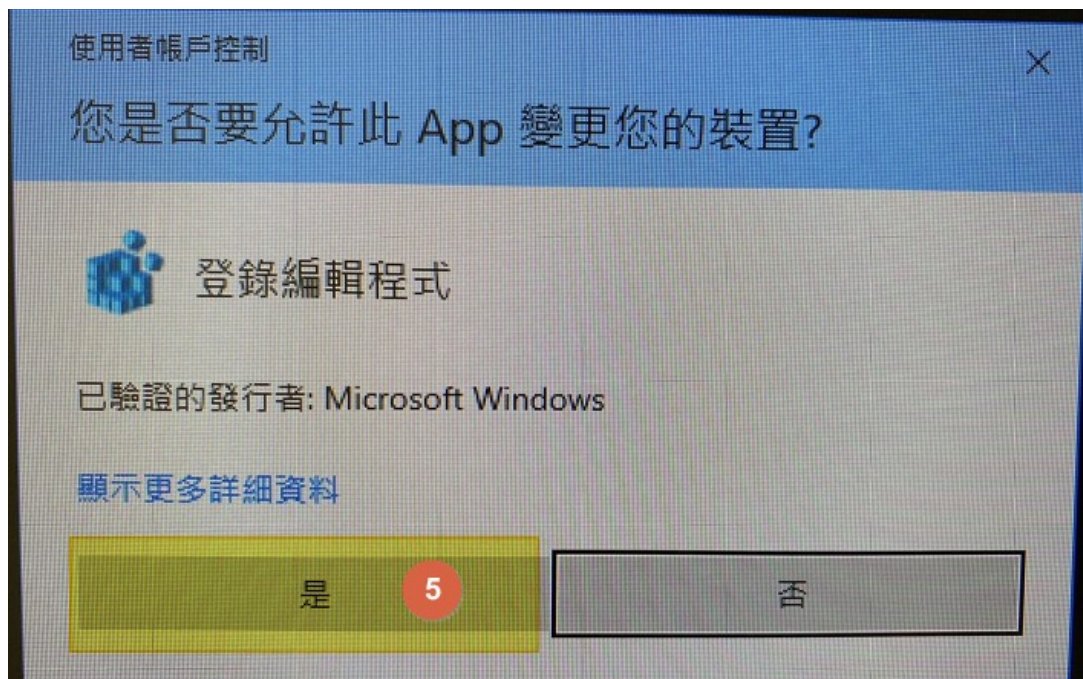 使用者帳戶控制
您是否要允許此 App 變更您的裝置?
登錄編輯程式
已驗證的發行者: Microsoft Windows
顯示更多詳細資料
是 5 否